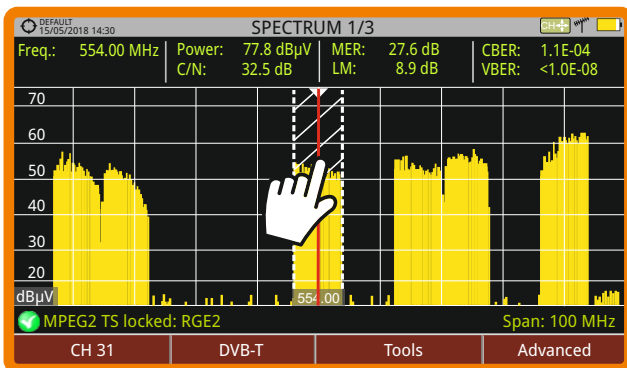 DEFAULT
15/05/2018 14:30
SPECTRUM 1/3
CH
Freq.: 554.00 MHz Power: 77.8 dBµV MER: 27.6 dB CBER: 1.1E-04
C/N: 32.5 dB LM: 8.9 dB VBER: <1.0E-08
70
60
50
40
30
20
dBµV
554.00
MPEG2 TS locked: RGE2 Span: 100 MHz
CH 31 DVB-T Tools Advanced